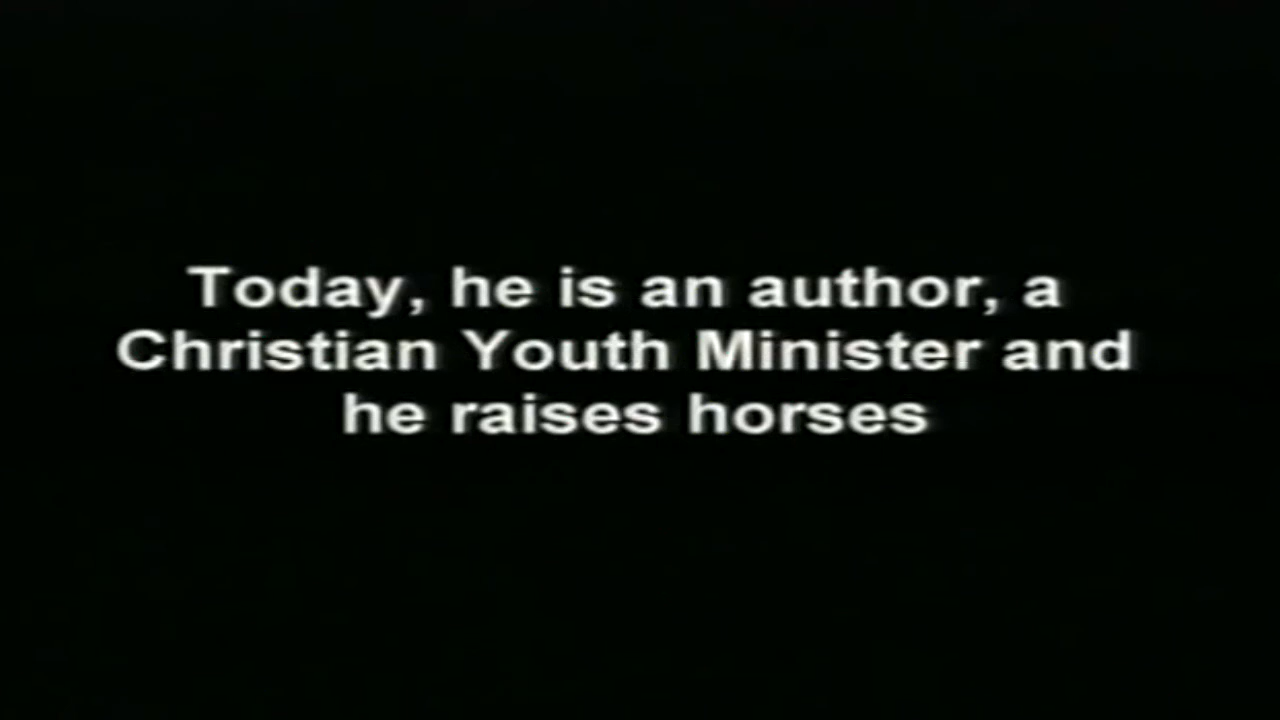 Today, he is an author, a
Christian Youth Minister and
he raises horses